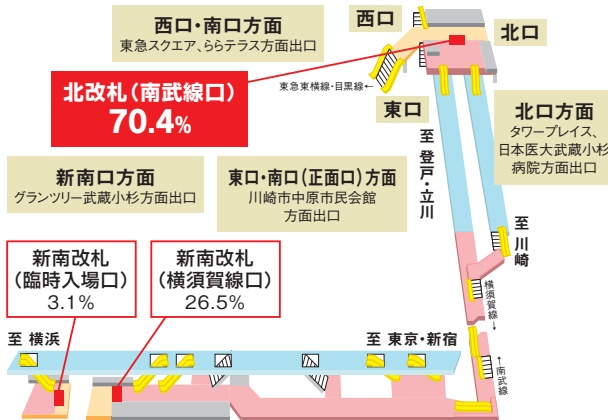 西口・南口方面
東急スクエア、ららテラス方面出口
西口
北口
北改札(南武線口)
70.4%
東急東横線・目黒線←
東口
北口方面
タワープレイス、
日本医大武蔵小杉
病院方面出口
至 登戸・立川
新南口方面
グランツリー武蔵小杉方面出口
東口・南口(正面口)方面
川崎市中原市民会館
方面出口
至 川崎
新南改札
(臨時入場口)
3.1%
新南改札
(横須賀線口)
26.5%
横須賀線→
←南武線
至 横浜
至 東京・新宿